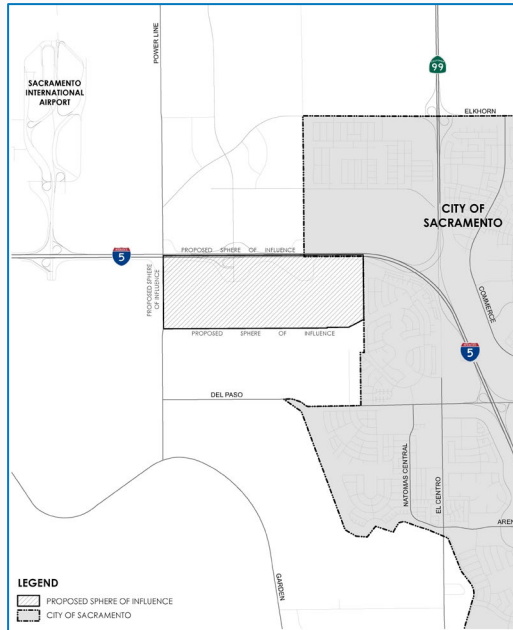 POWER LINE
99
SACRAMENTO
INTERNATIONAL
AIRPORT
ELKHORN
CITY OF
SACRAMENTO
PROPOSED SPHERE OF INFLUENCE
5
PROPOSED SPHERE
OF INFLUENCE
COMMERCE
PROPOSED SPHERE OF INFLUENCE
5
DEL PASO
NATOMAS CENTRAL
EL CENTRO
AREN
GARDEN
LEGEND
PROPOSED SPHERE OF INFLUENCE
CITY OF SACRAMENTO